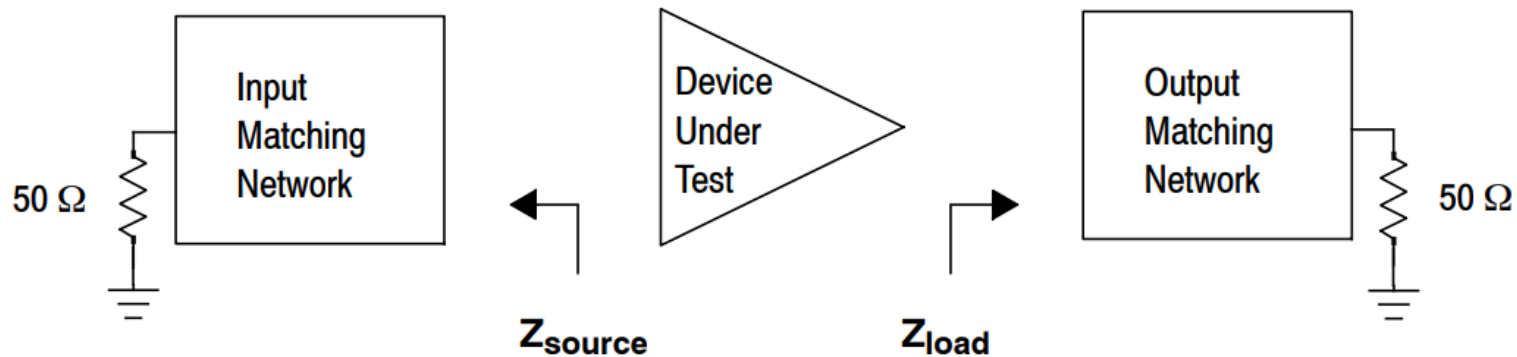 50 Ω
Input
Matching
Network
Device
Under
Test
Output
Matching
Network
50 Ω
Zsource
Zload